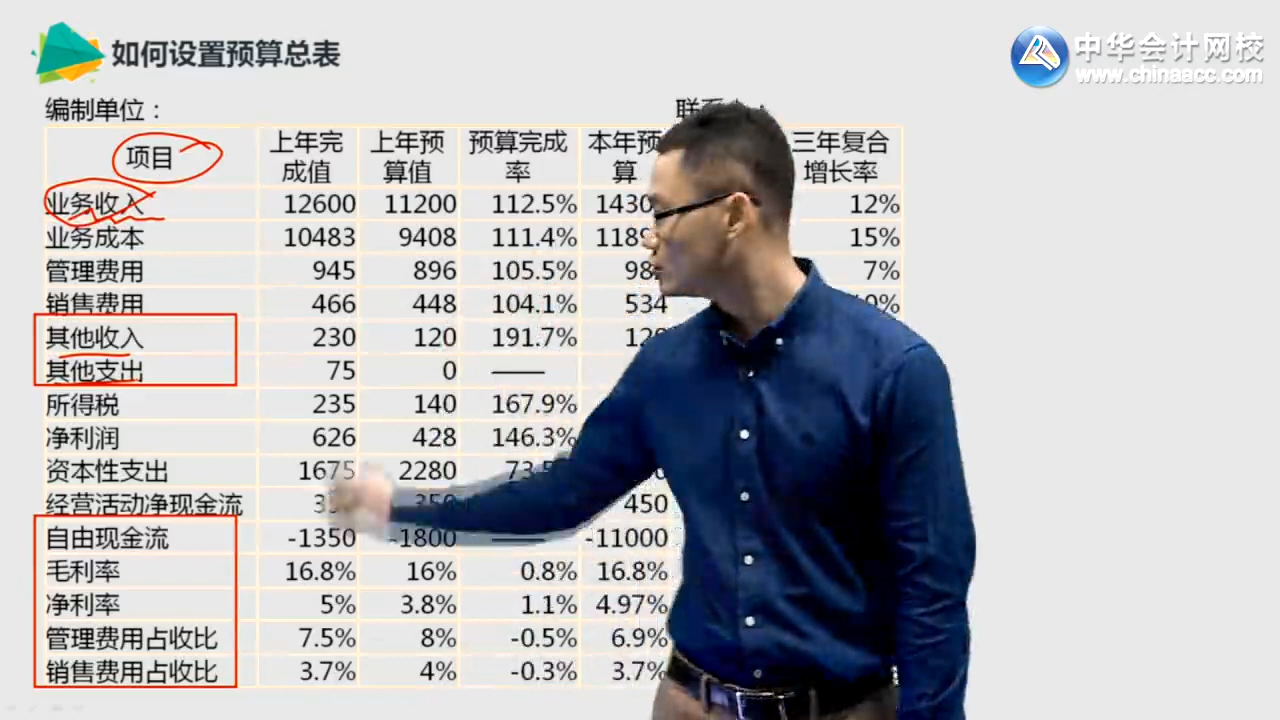 如何设置预算总表
中华会计网校
www.chinaacc.com
编制单位：
项目 上年完成值 上年预算值 预算完成率 本年预算 三年复合增长率
业务收入 12600 11200 112.5% 1430 12%
业务成本 10483 9408 111.4% 118 15%
管理费用 945 896 105.5% 98 7%
销售费用 466 448 104.1% 534
其他收入 230 120 191.7% 12
其他支出 75 0 ——
所得税 235 140 167.9%
净利润 626 428 146.3%
资本性支出 1675 2280 73.
经营活动净现金流 350 450
自由现金流 -1350 -1800 —— -11000
毛利率 16.8% 16% 0.8% 16.8%
净利率 5% 3.8% 1.1% 4.97%
管理费用占收比 7.5% 8% -0.5% 6.9%
销售费用占收比 3.7% 4% -0.3% 3.7%